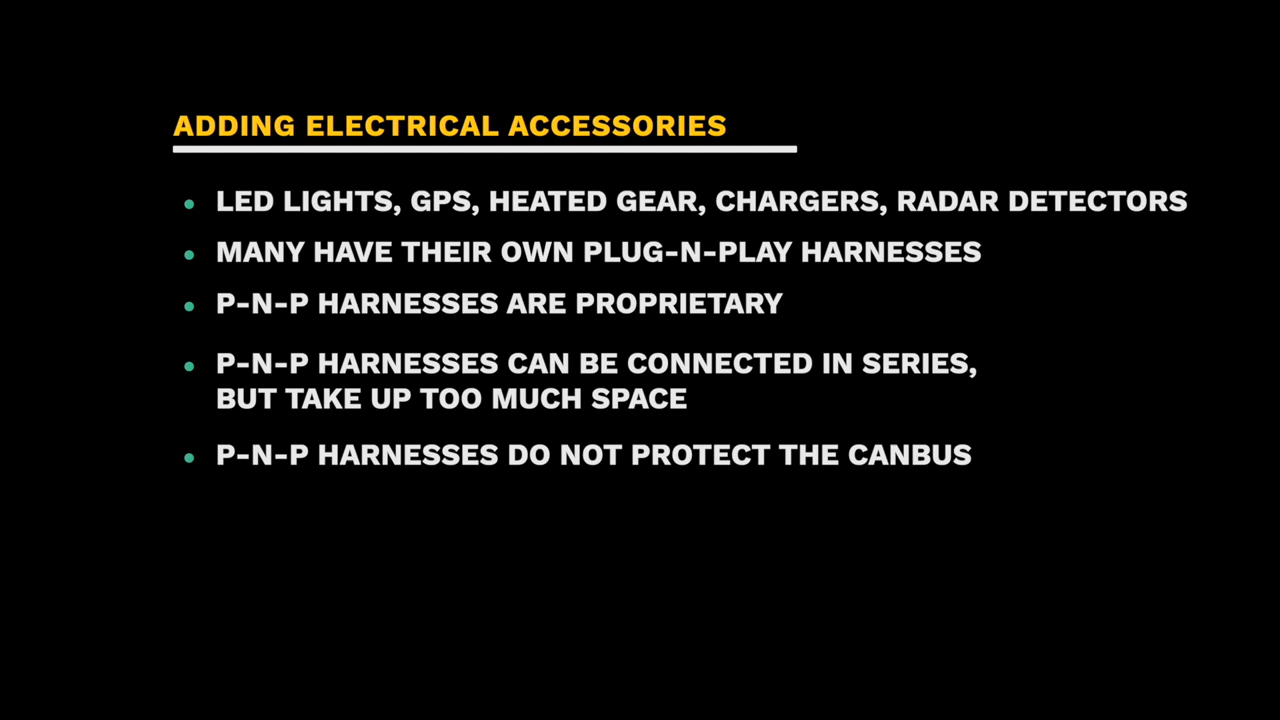 ADDING ELECTRICAL ACCESSORIES
• LED LIGHTS, GPS, HEATED GEAR, CHARGERS, RADAR DETECTORS
• MANY HAVE THEIR OWN PLUG-N-PLAY HARNESSES
• P-N-P HARNESSES ARE PROPRIETARY
• P-N-P HARNESSES CAN BE CONNECTED IN SERIES,
BUT TAKE UP TOO MUCH SPACE
• P-N-P HARNESSES DO NOT PROTECT THE CANBUS